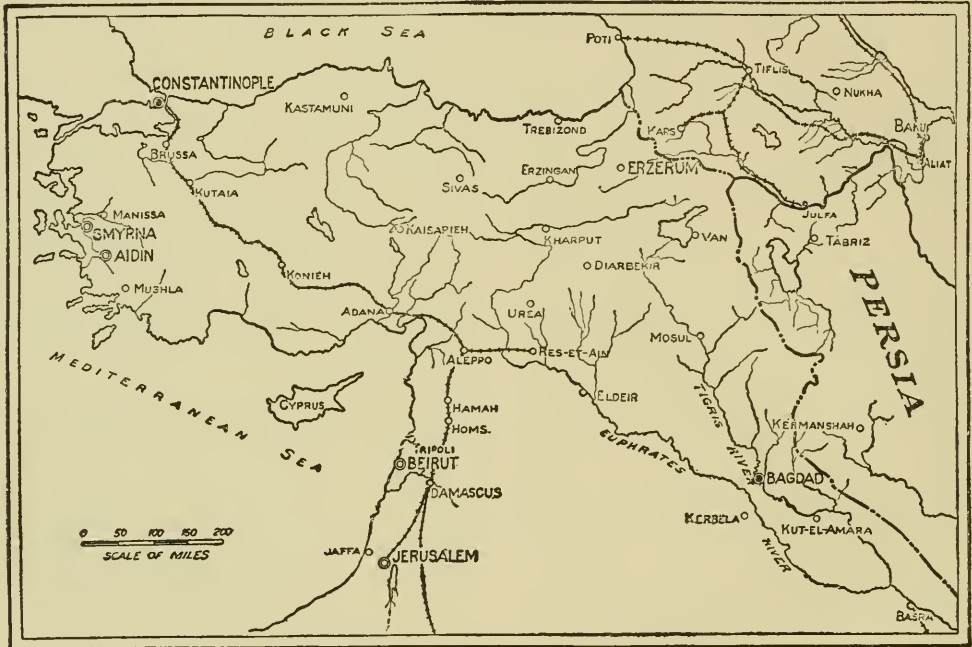 BLACK SEA
POTI
TIFLIS
CONSTANTINOPLE
KASTAMUNI
NUKHA
TREBIZOND
KARS
BAKU
BRUSSA
ALIAT
ERZINGAN
ERZERUM
KUTAIA
SIVAS
MANISSA
JULFA
SMYRNA
KAISARIEH
KHARPUT
VAN
TABRIZ
AIDIN
DIARBEKIR
KONIEH
MUGHLA
PERSIA
ADANA
URFA
MOSUL
ALEPPO
RES-ET-AIN
MEDITERRANEAN SEA
ELDEIR
TIGRIS RIVER
CYPRUS
HAMAH
HOMS.
KERMANSHAH
EUPHRATES RIVER
TRIPOLI
BEIRUT
BAGDAD
DAMASCUS
KERBELA
KUT-EL-AMARA
0 50 100 150 200
SCALE OF MILES
JAFFA
JERUSALEM
BASRA